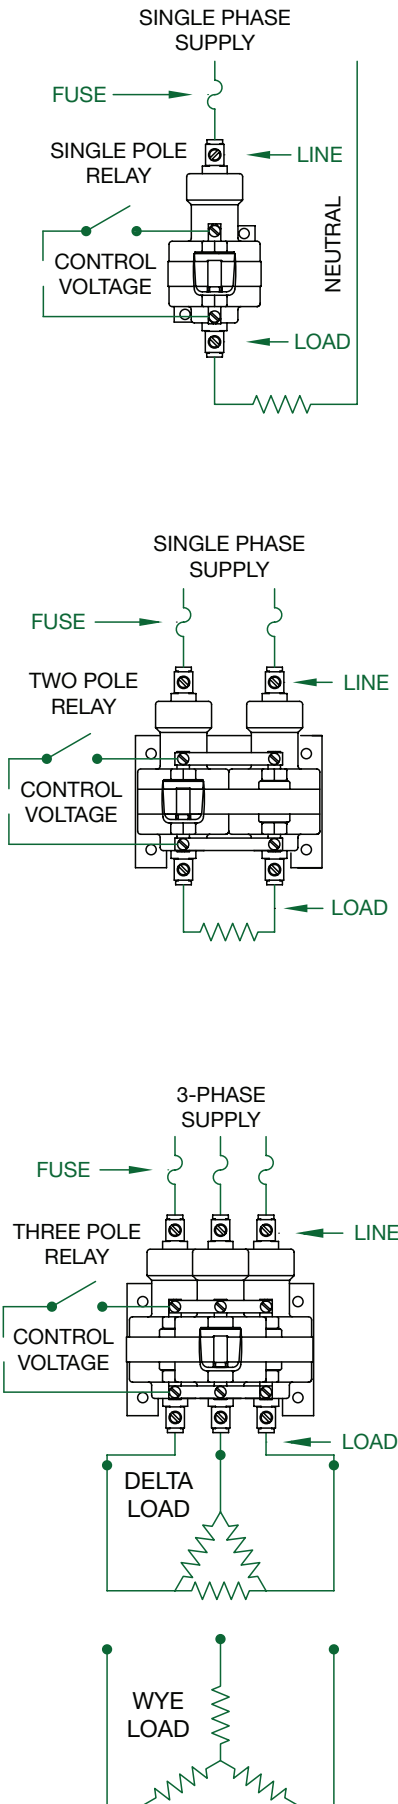 SINGLE PHASE
SUPPLY
FUSE
SINGLE POLE
RELAY
LINE
CONTROL
VOLTAGE
NEUTRAL
LOAD
SINGLE PHASE
SUPPLY
FUSE
TWO POLE
RELAY
LINE
CONTROL
VOLTAGE
LOAD
3-PHASE
SUPPLY
FUSE
THREE POLE
RELAY
LINE
CONTROL
VOLTAGE
LOAD
DELTA
LOAD
WYE
LOAD